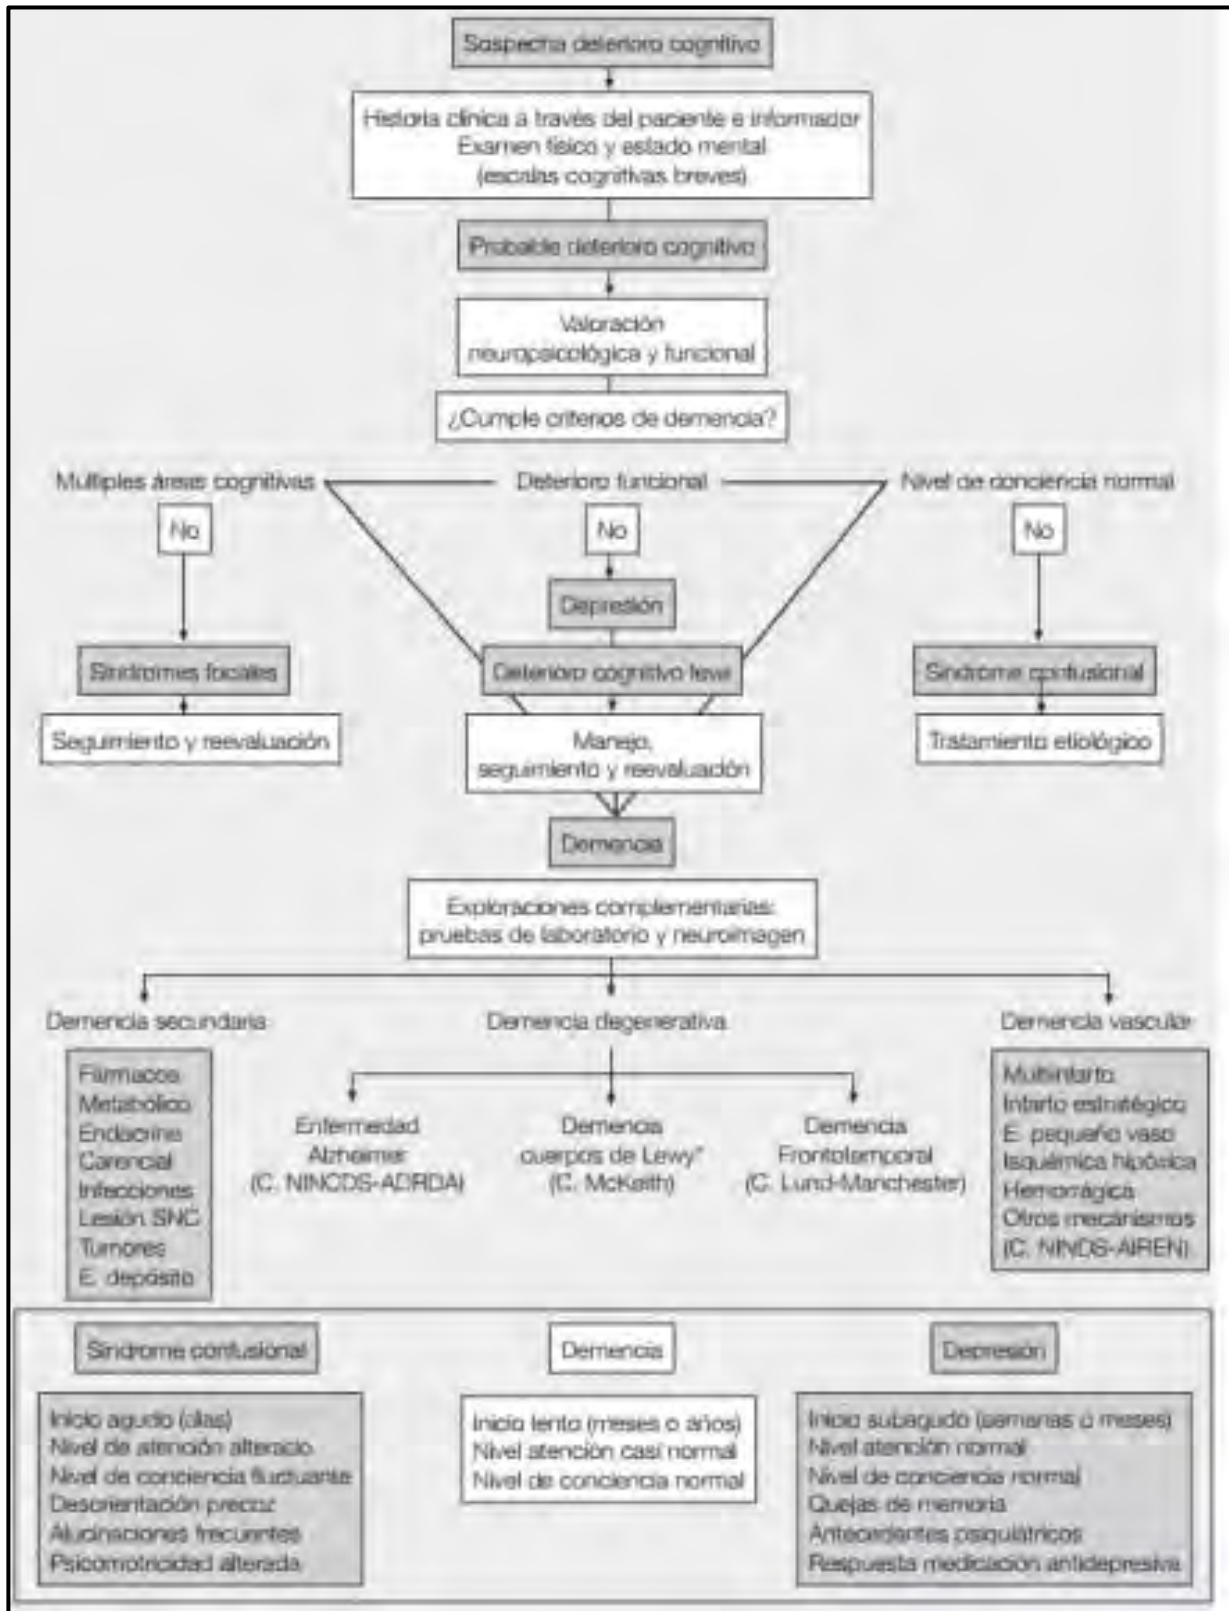 Sospecha deterioro cognitivo
Historia clínica a través del paciente e informador
Examen físico y estado mental
(escalas cognitivas breves)
Probable deterioro cognitivo
Valoración
neuropsicológica y funcional
¿Cumple criterios de demencia?
Múltiples áreas cognitivas
Deterioro funcional
Nivel de conciencia normal
No
No
No
Depresión
Síndromes focales
Deterioro cognitivo leve
Síndrome confusional
Seguimiento y reevaluación
Manejo,
seguimiento y reevaluación
Tratamiento etiológico
Demencia
Exploraciones complementarias:
pruebas de laboratorio y neuroimagen
Demencia secundaria
Demencia degenerativa
Demencia vascular
Fármacos
Metabólico
Endocrino
Carencial
Infecciones
Lesión SNC
Tumores
E. depósito
Enfermedad
Alzheimer
(C. NINCDS-ADRDA)
Demencia
cuerpos de Lewy*
(C. McKeith)
Demencia
Frontotemporal
(C. Lund-Manchester)
Multiinfarto
Infarto estratégico
E. pequeño vaso
Isquémica hipóxica
Hemorrágica
Otros mecanismos
(C. NINDS-AIREN)
Síndrome confusional
Inicio agudo (días)
Nivel de atención alterado
Nivel de conciencia fluctuante
Desorientación precoz
Alucinaciones frecuentes
Psicomotricidad alterada
Demencia
Inicio lento (meses o años)
Nivel atención casi normal
Nivel de conciencia normal
Depresión
Inicio subagudo (semanas o meses)
Nivel atención normal
Nivel de conciencia normal
Quejas de memoria
Antecedentes psiquiátricos
Respuesta medicación antidepresiva